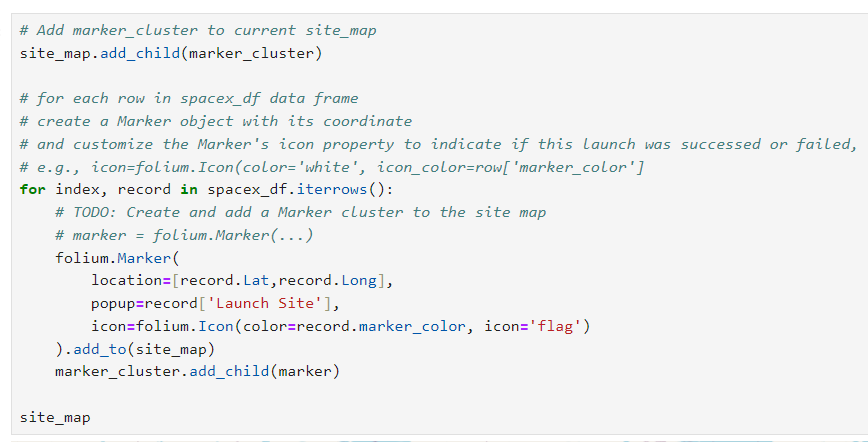 # Add marker_cluster to current site_map
site_map.add_child(marker_cluster)
# for each row in spacex_df data frame
# create a Marker object with its coordinate
# and customize the Marker's icon property to indicate if this launch was successed or failed,
# e.g., icon=folium.Icon(color='white', icon_color=row['marker_color']
for index, record in spacex_df.iterrows():
    # TODO: Create and add a Marker cluster to the site map
    # marker = folium.Marker(...)
    folium.Marker(
        location=[record.Lat,record.Long],
        popup=record['Launch Site'],
        icon=folium.Icon(color=record.marker_color, icon='flag')
    ).add_to(site_map)
    marker_cluster.add_child(marker)
site_map